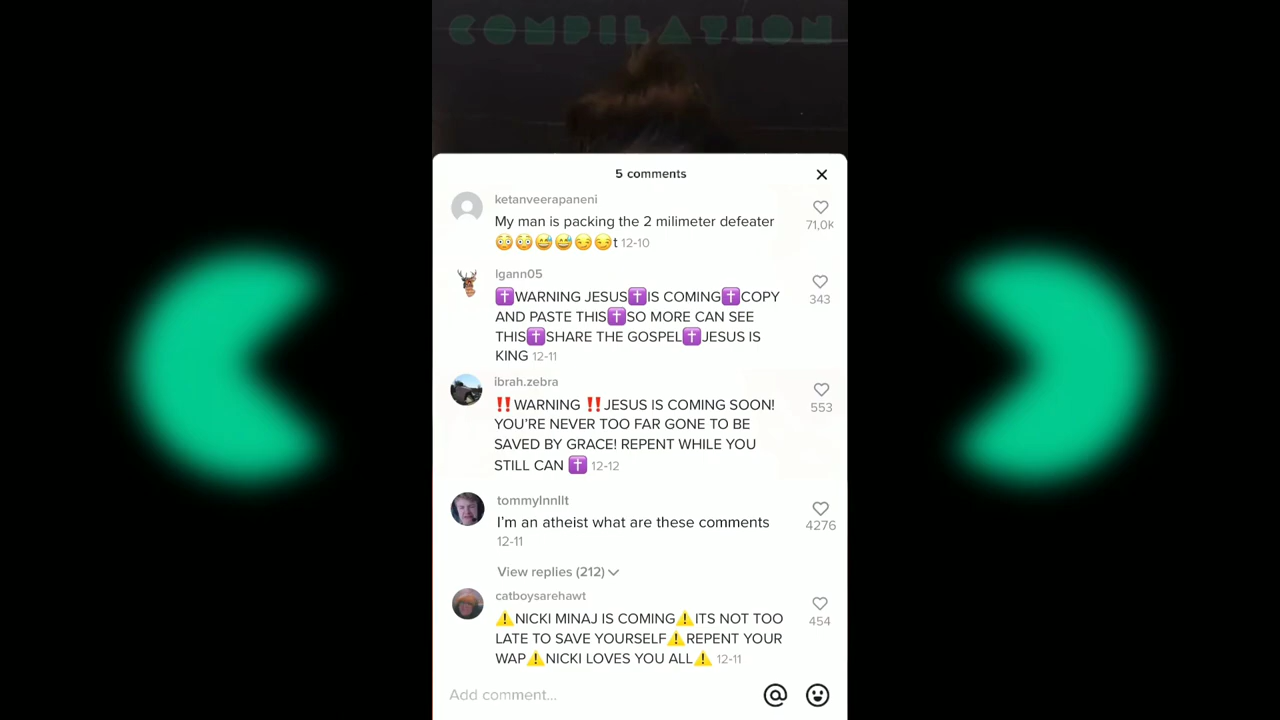 COMPILATION
5 comments
ketanveerapaneni
My man is packing the 2 milimeter defeater
😳😳😅😅😏😏t 12-10
71,0K
lgann05
✝️WARNING JESUS✝️IS COMING✝️COPY
AND PASTE THIS✝️SO MORE CAN SEE
THIS✝️SHARE THE GOSPEL✝️JESUS IS
KING 12-11
343
ibrah.zebra
‼️WARNING ‼️JESUS IS COMING SOON!
YOU'RE NEVER TOO FAR GONE TO BE
SAVED BY GRACE! REPENT WHILE YOU
STILL CAN ✝️ 12-12
553
tommylnnllt
I'm an atheist what are these comments
12-11
4276
View replies (212)
catboysarehawt
⚠️NICKI MINAJ IS COMING⚠️ITS NOT TOO
LATE TO SAVE YOURSELF⚠️REPENT YOUR
WAP⚠️NICKI LOVES YOU ALL⚠️ 12-11
454
Add comment...